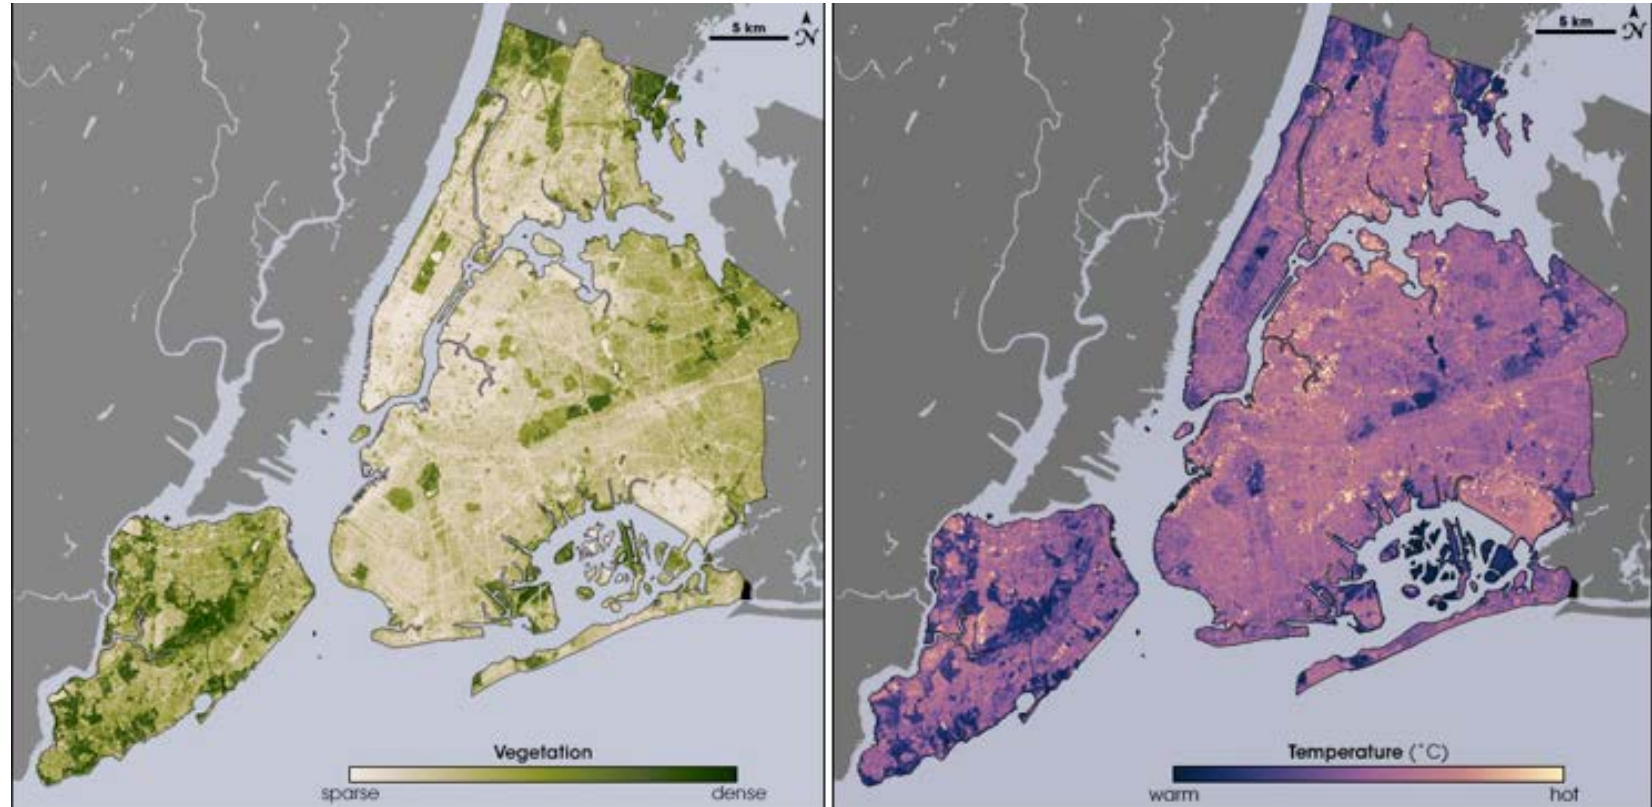 5 km
N
Vegetation
sparse
dense
5 km
N
Temperature (°C)
warm
hot